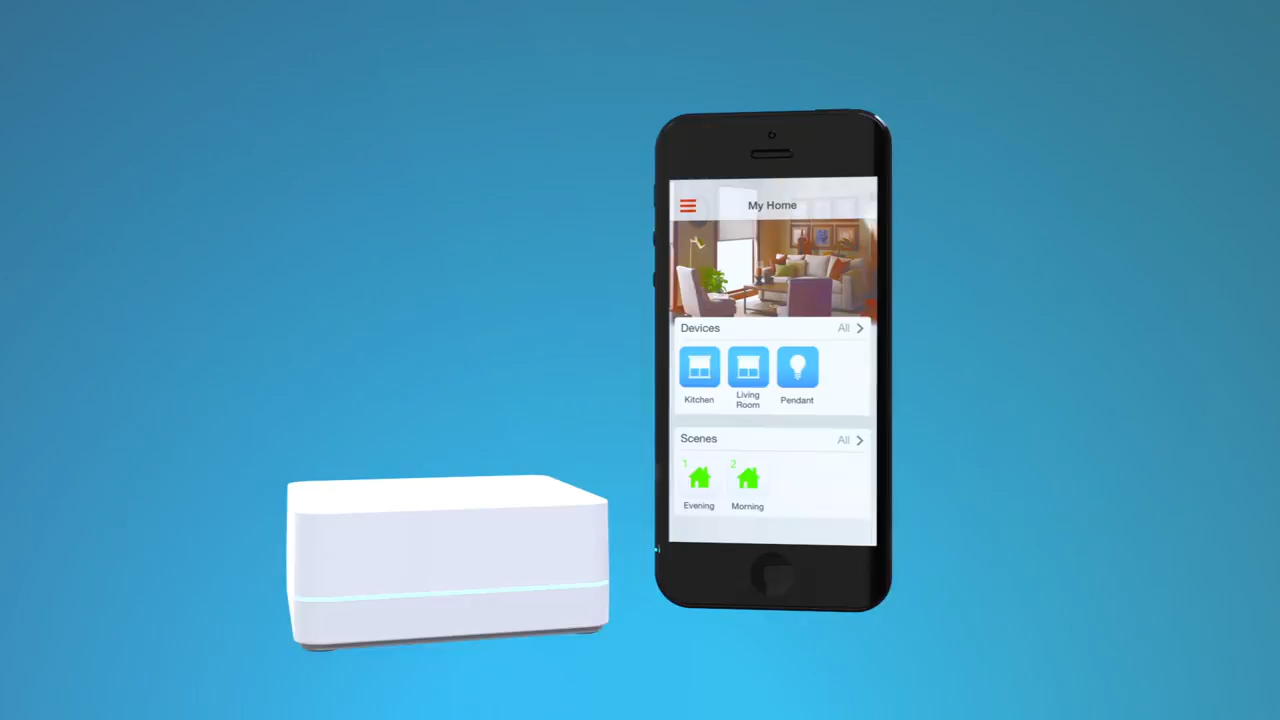 My Home
Devices
All
Kitchen
Living
Room
Pendant
Scenes
All
1
2
Evening
Morning